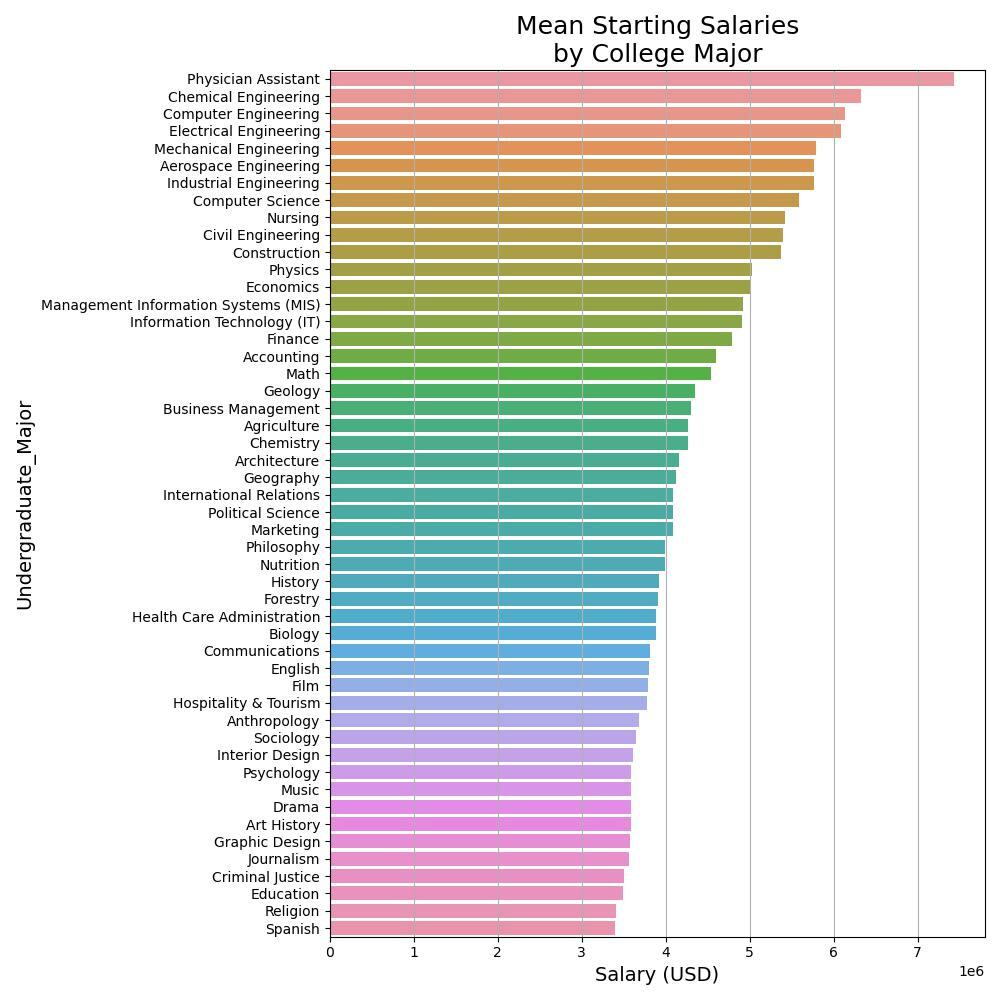 Mean Starting Salaries
by College Major
Undergraduate_Major
Physician Assistant
Chemical Engineering
Computer Engineering
Electrical Engineering
Mechanical Engineering
Aerospace Engineering
Industrial Engineering
Computer Science
Nursing
Civil Engineering
Construction
Physics
Economics
Management Information Systems (MIS)
Information Technology (IT)
Finance
Accounting
Math
Geology
Business Management
Agriculture
Chemistry
Architecture
Geography
International Relations
Political Science
Marketing
Philosophy
Nutrition
History
Forestry
Health Care Administration
Biology
Communications
English
Film
Hospitality & Tourism
Anthropology
Sociology
Interior Design
Psychology
Music
Drama
Art History
Graphic Design
Journalism
Criminal Justice
Education
Religion
Spanish
0 1 2 3 4 5 6 7
1e6
Salary (USD)